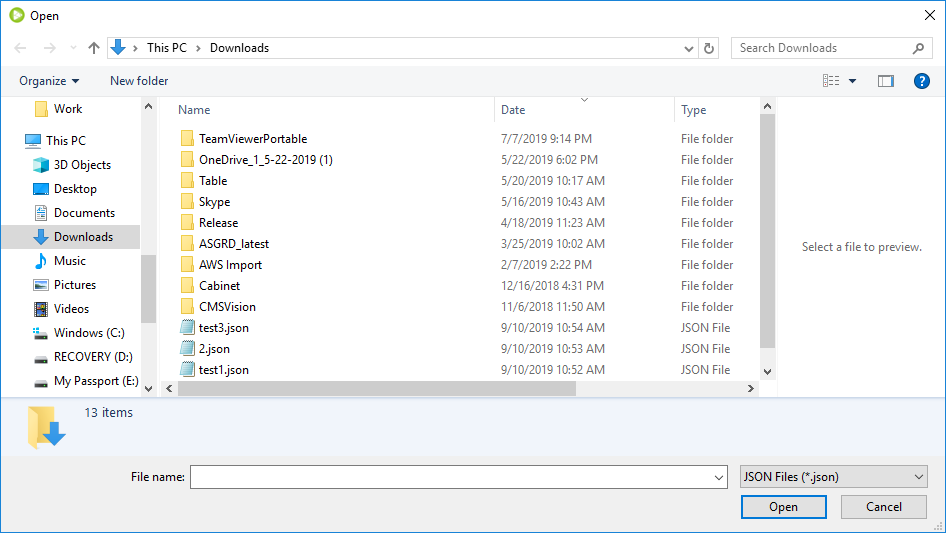 Open
This PC Downloads
Search Downloads
Organize New folder
?
Work
This PC
3D Objects
Desktop
Documents
Downloads
Music
Pictures
Videos
Windows (C:)
RECOVERY (D:)
My Passport (E:)
Name Date Type
TeamViewerPortable 7/7/2019 9:14 PM File folder
OneDrive_1_5-22-2019 (1) 5/22/2019 6:02 PM File folder
Table 5/20/2019 10:17 AM File folder
Skype 5/16/2019 10:43 AM File folder
Release 4/18/2019 11:23 AM File folder
ASGRD_latest 3/25/2019 10:02 AM File folder
AWS Import 2/7/2019 2:22 PM File folder
Cabinet 12/16/2018 4:31 PM File folder
CMSVision 11/6/2018 11:50 AM File folder
test3.json 9/10/2019 10:54 AM JSON File
2.json 9/10/2019 10:53 AM JSON File
test1.json 9/10/2019 10:52 AM JSON File
Select a file to preview.
13 items
File name: JSON Files (*.json)
Open Cancel